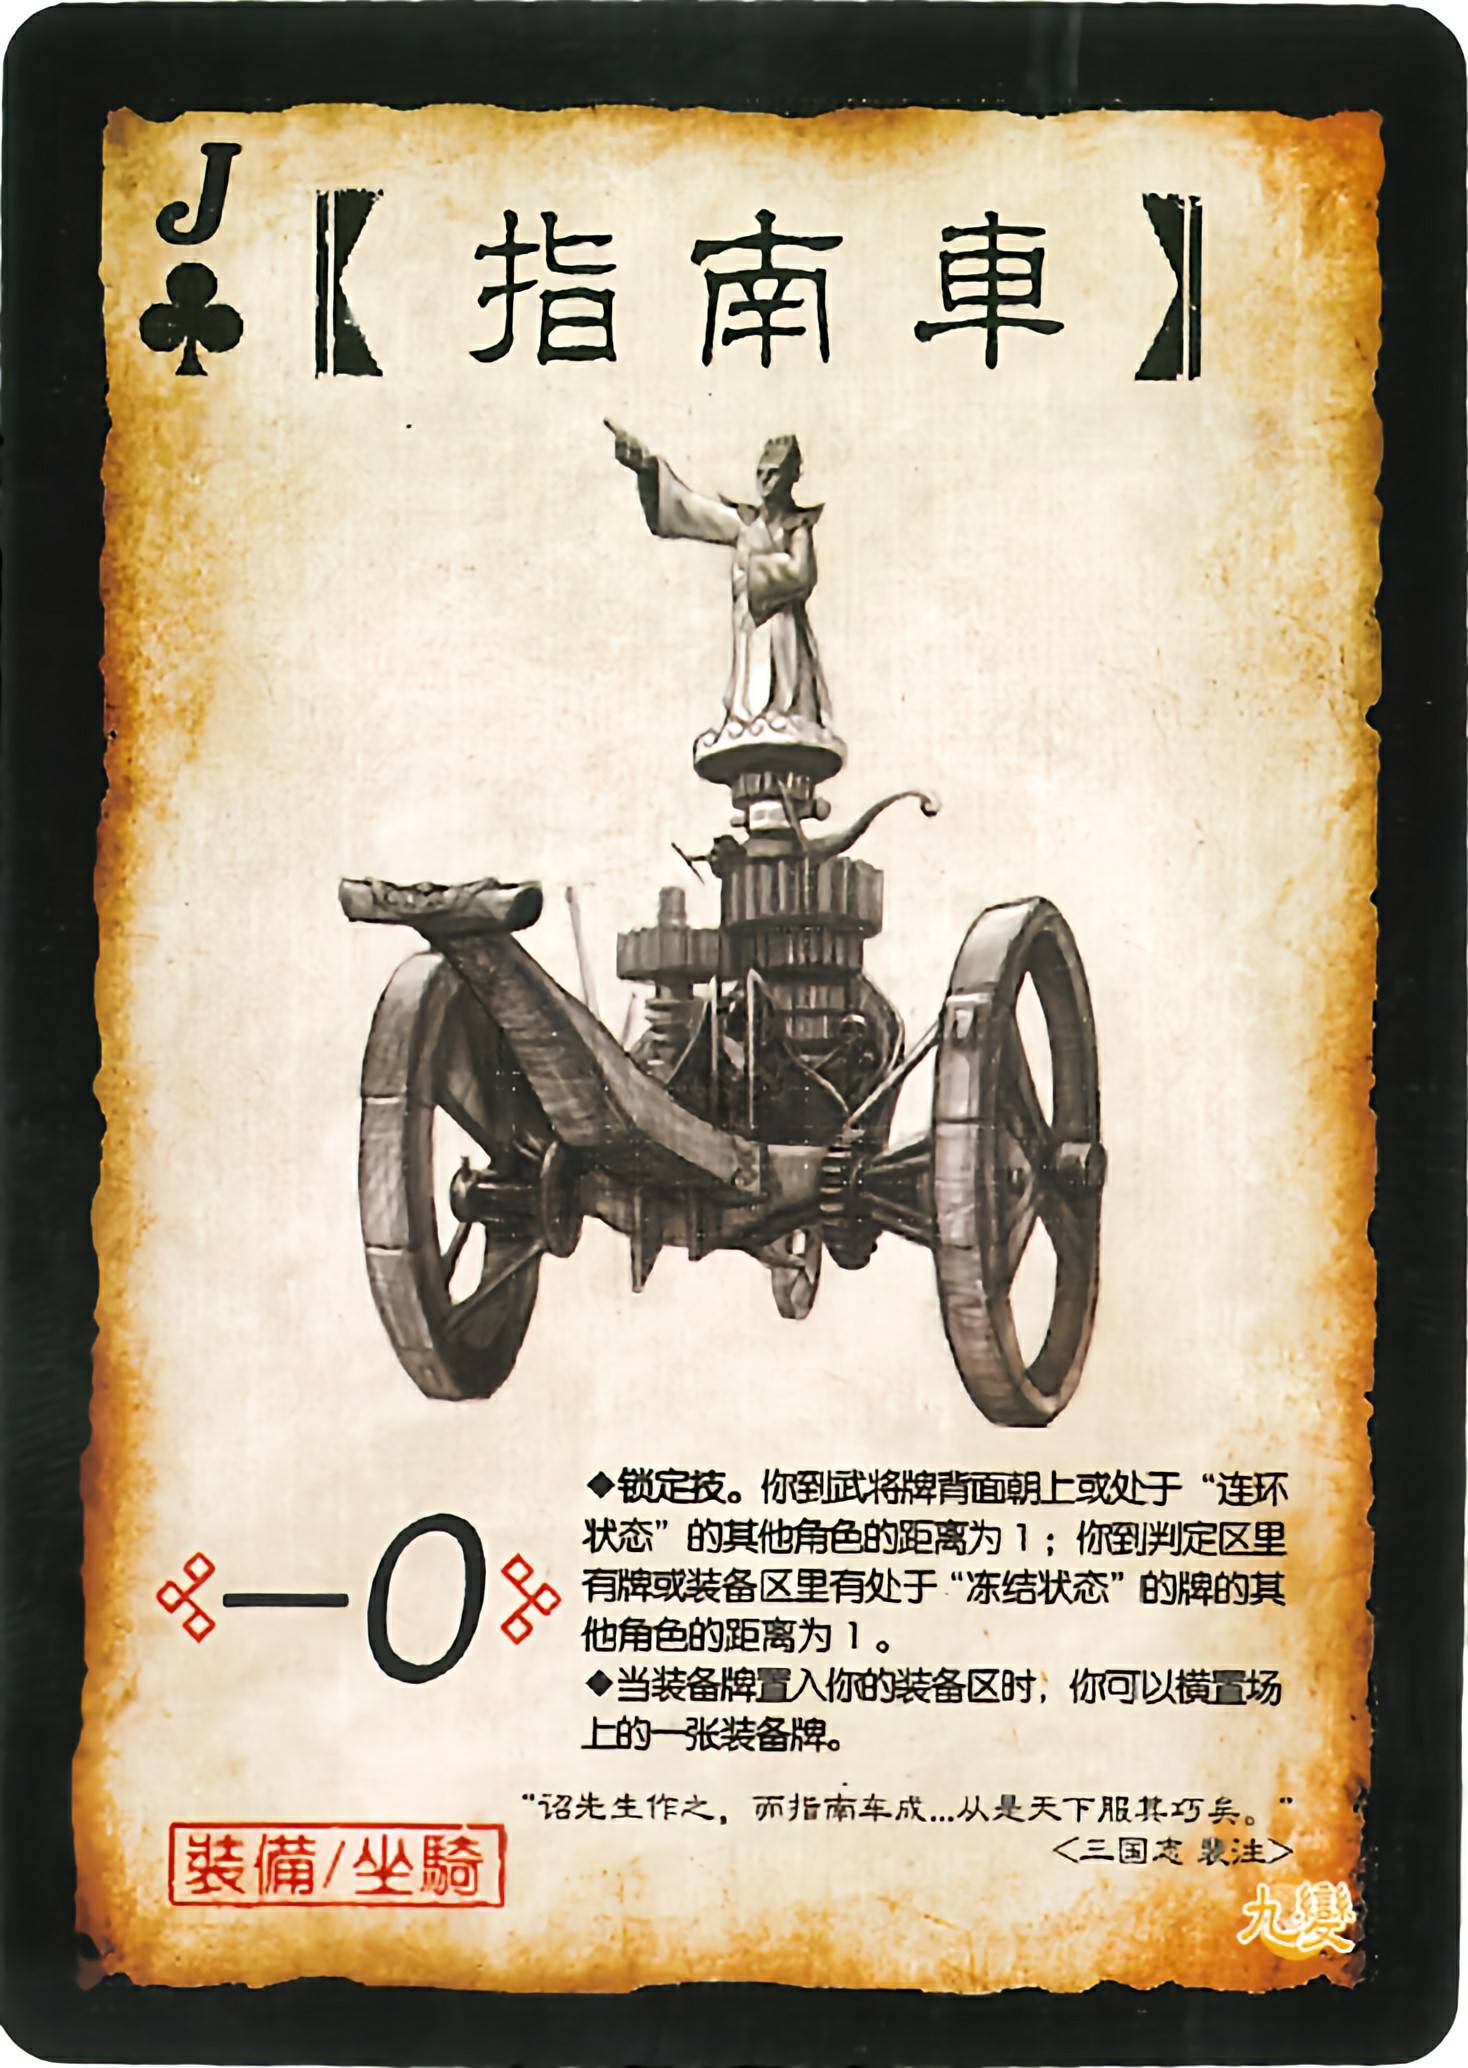 J
【指南車】
◆锁定技。你到武将牌背面朝上或处于“连环
状态”的其他角色的距离为1；你到判定区里
有牌或装备区里有处于“冻结状态”的牌的其
他角色的距离为1。
◆当装备牌置入你的装备区时，你可以横置场
上的一张装备牌。
—0
“诏先生作之，而指南车成...从是天下服其巧矣。”
<三国志 裴注>
裝備/坐騎
九變